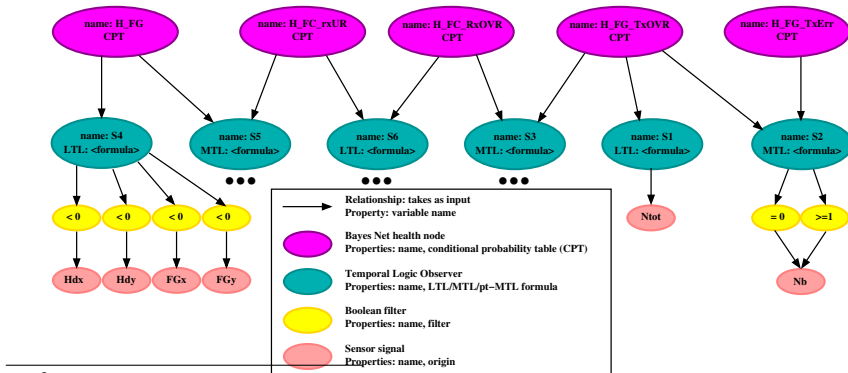 name: H_FG
CPT
name: H_FC_rxUR
CPT
name: H_FC_RxOVR
CPT
name: H_FG_TxOVR
CPT
name: H_FG_TxErr
CPT
name: S4
LTL: <formula>
name: S5
MTL: <formula>
name: S6
LTL: <formula>
name: S3
MTL: <formula>
name: S1
LTL: <formula>
name: S2
MTL: <formula>
< 0
< 0
< 0
< 0
Ntot
= 0
>=1
Hdx
Hdy
FGx
FGy
Nb
Relationship: takes as input
Property: variable name
Bayes Net health node
Properties: name, conditional probability table (CPT)
Temporal Logic Observer
Properties: name, LTL/MTL/pt−MTL formula
Boolean filter
Properties: name, filter
Sensor signal
Properties: name, origin